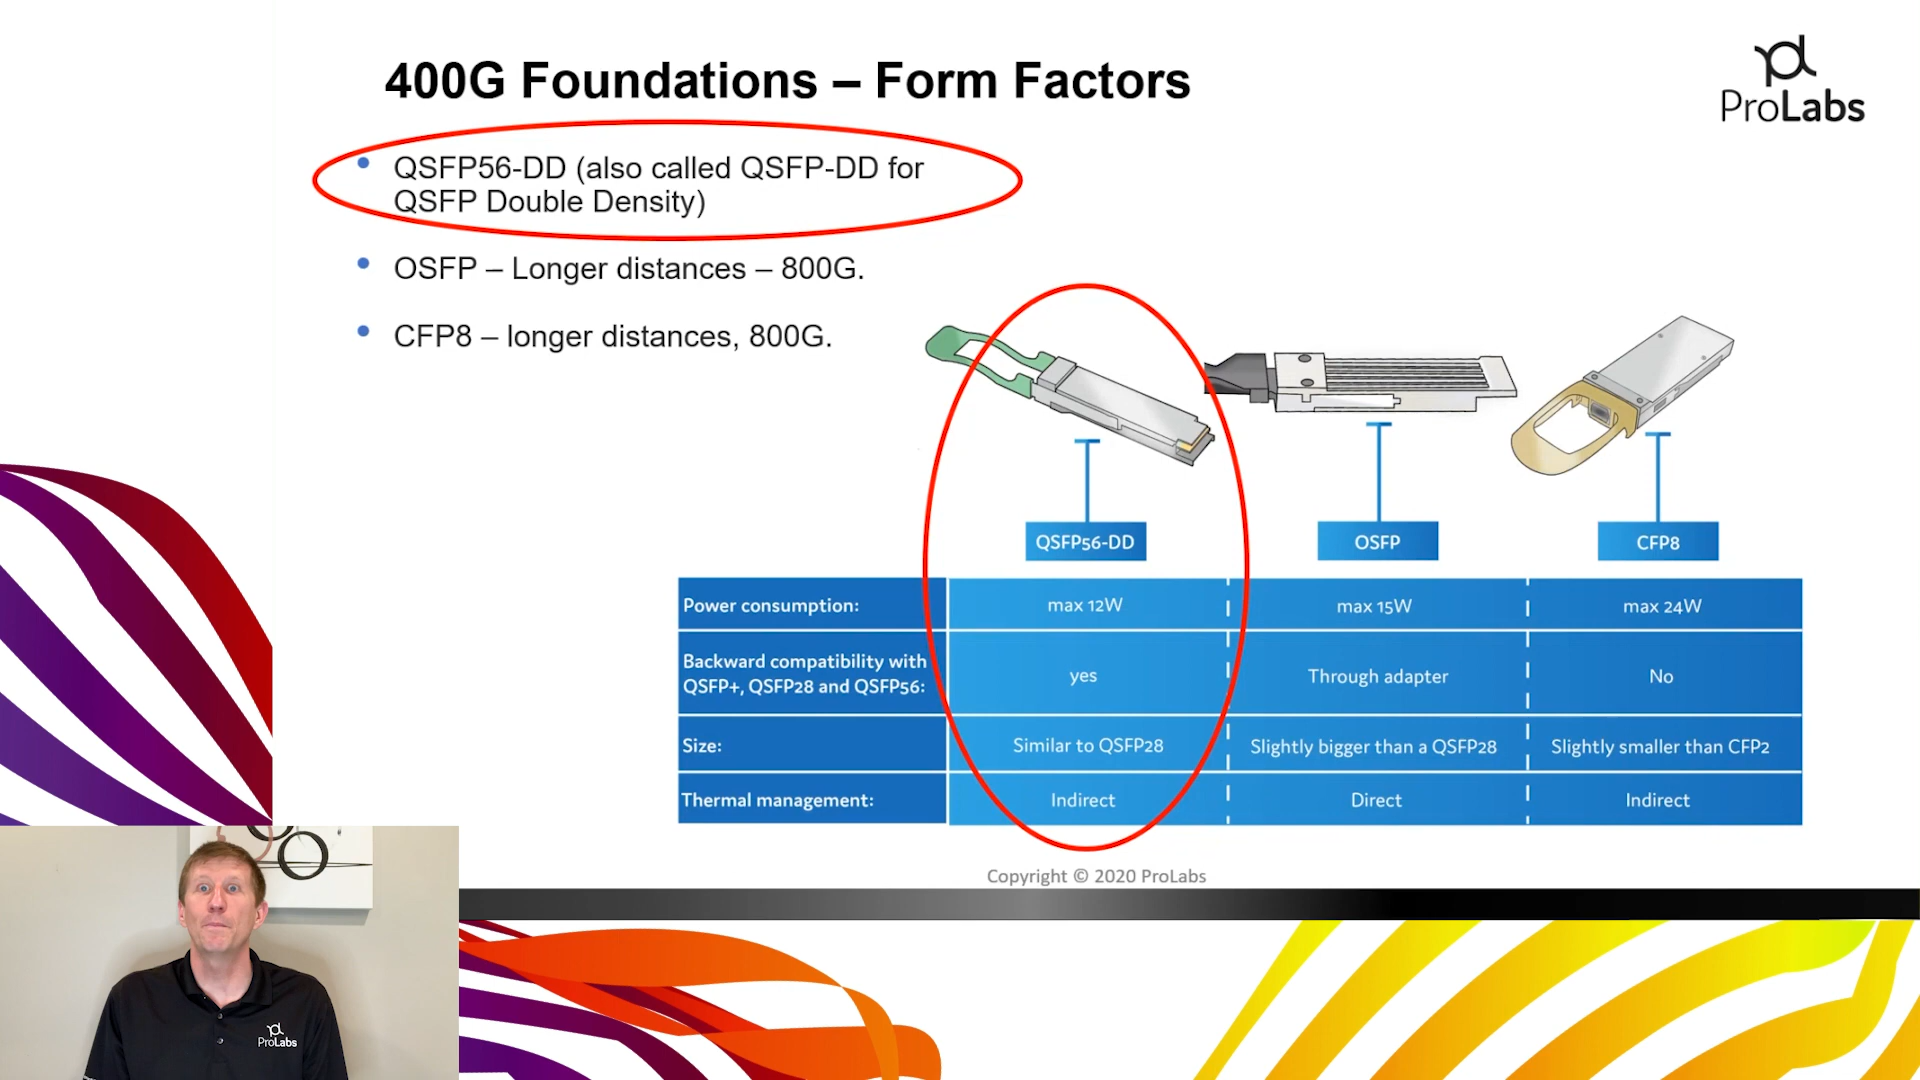 400G Foundations – Form Factors
ProLabs
QSFP56-DD (also called QSFP-DD for
QSFP Double Density)
OSFP – Longer distances – 800G.
CFP8 – longer distances, 800G.
QSFP56-DD
OSFP
CFP8
Power consumption:
max 12W
max 15W
max 24W
Backward compatibility with
QSFP+, QSFP28 and QSFP56:
yes
Through adapter
No
Size:
Similar to QSFP28
Slightly bigger than a QSFP28
Slightly smaller than CFP2
Thermal management:
Indirect
Direct
Indirect
Copyright © 2020 ProLabs
ProLabs